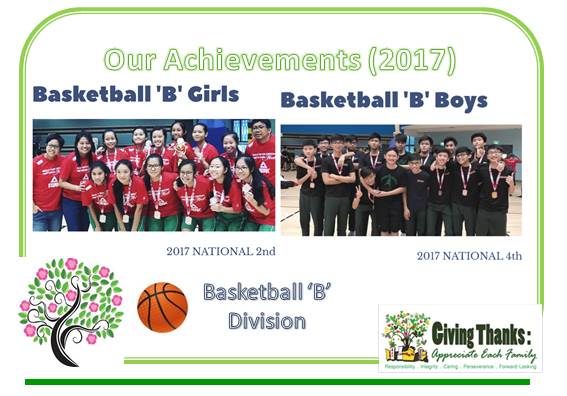 Our Achievements (2017)
Basketball 'B' Girls
Basketball 'B' Boys
2017 NATIONAL 2nd
2017 NATIONAL 4th
Basketball ‘B’
Division
Giving Thanks:
Appreciate Each Family
Responsibility . Integrity . Caring . Perseverance . Forward Looking